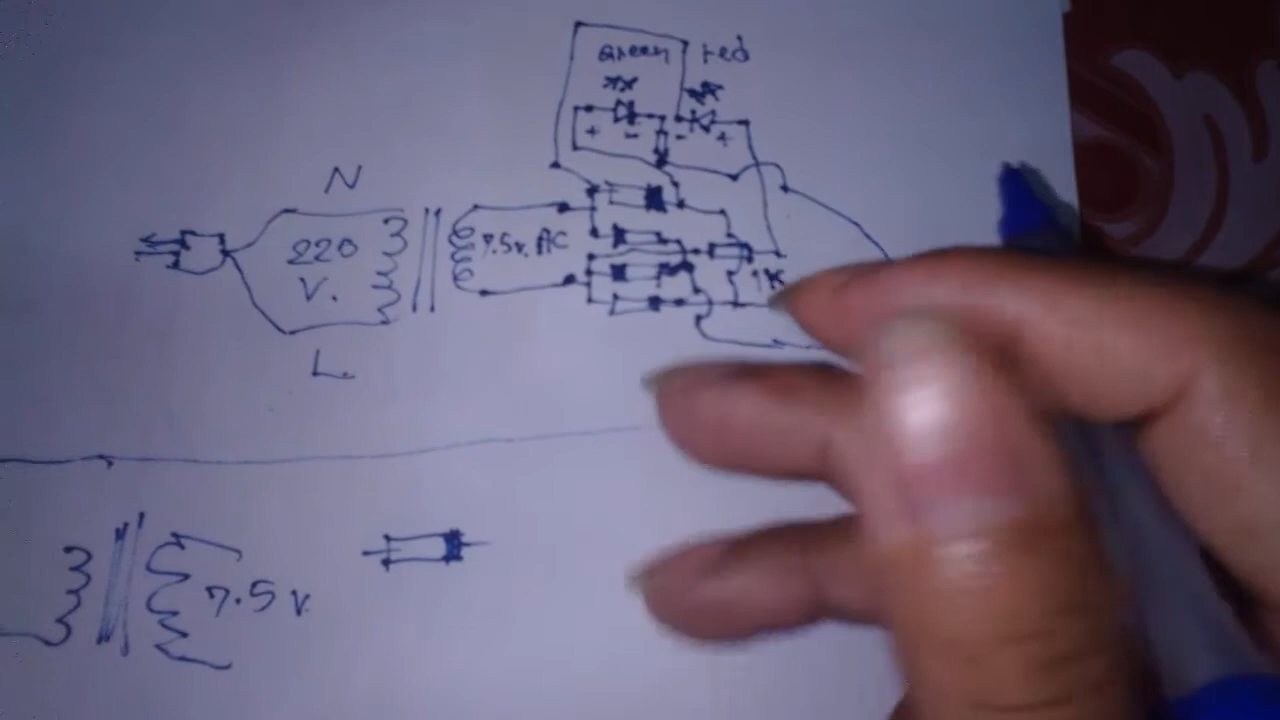 Green red
+ - - +
N
220
V.
7.5v. AC
1K
L.
7.5 v.